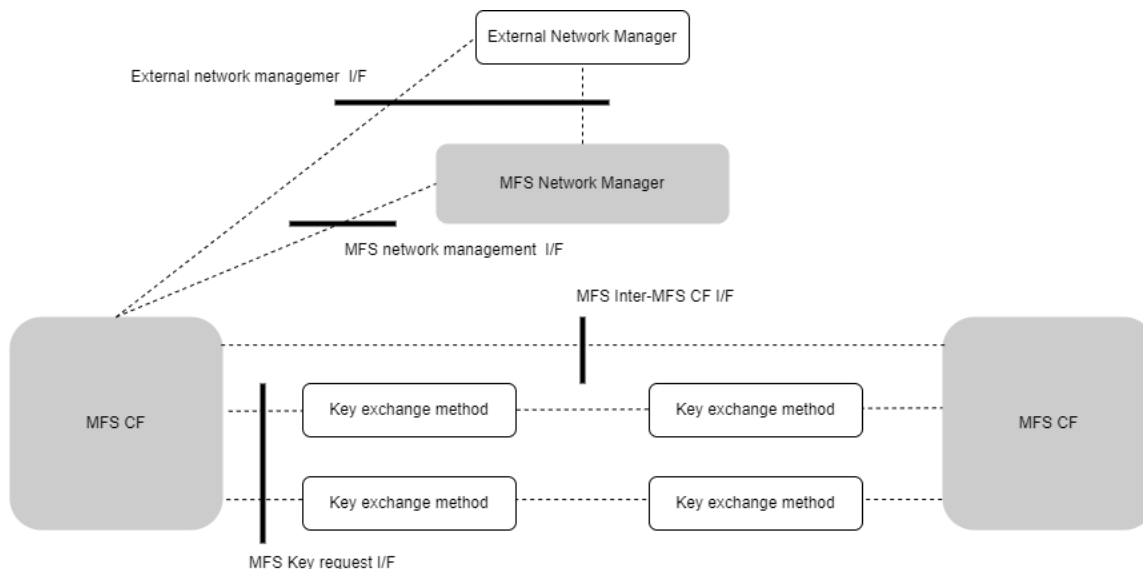 External Network Manager
External network managemer I/F
MFS Network Manager
MFS network management I/F
MFS Inter-MFS CF I/F
MFS CF
Key exchange method
Key exchange method
MFS CF
Key exchange method
Key exchange method
MFS Key request I/F